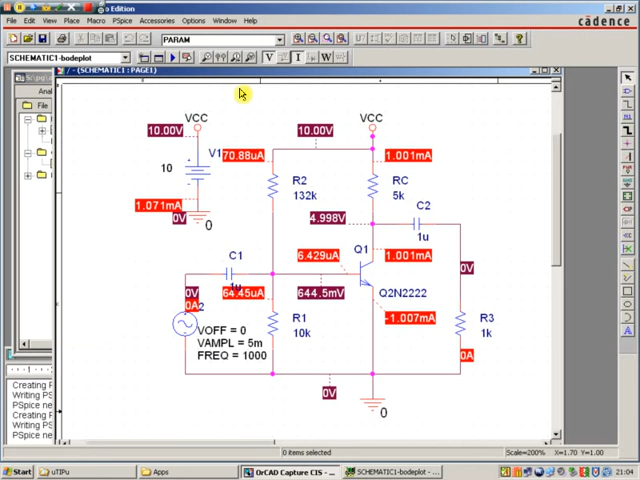 Edition
File Edit View Place Macro PSpice Accessories Options Window Help
cādence
PARAM
SCHEMATIC1-bodeplot
/ - (SCHEMATIC1 : PAGE1)
Anal
File
VCC
VCC
10.00V
10.00V
V1
70.88uA
1.001mA
10
R2
132k
RC
5k
1.071mA
0V
0
4.998V
C2
1u
Q1
C1
1u
6.429uA
1.001mA
0V
0V
0A
2
64.45uA
644.5mV
Q2N2222
R1
10k
-1.007mA
R3
1k
VOFF = 0
VAMPL = 5m
FREQ = 1000
0A
0V
0
Creating P
Writing PS
PSpice ne
Creating P
Writing PS
PSpice ne
0 items selected
Scale=200%
X=1.70 Y=1.00
Start
uTIPu
Apps
OrCAD Capture CIS - ...
SCHEMATIC1-bodeplot - ...
21:04